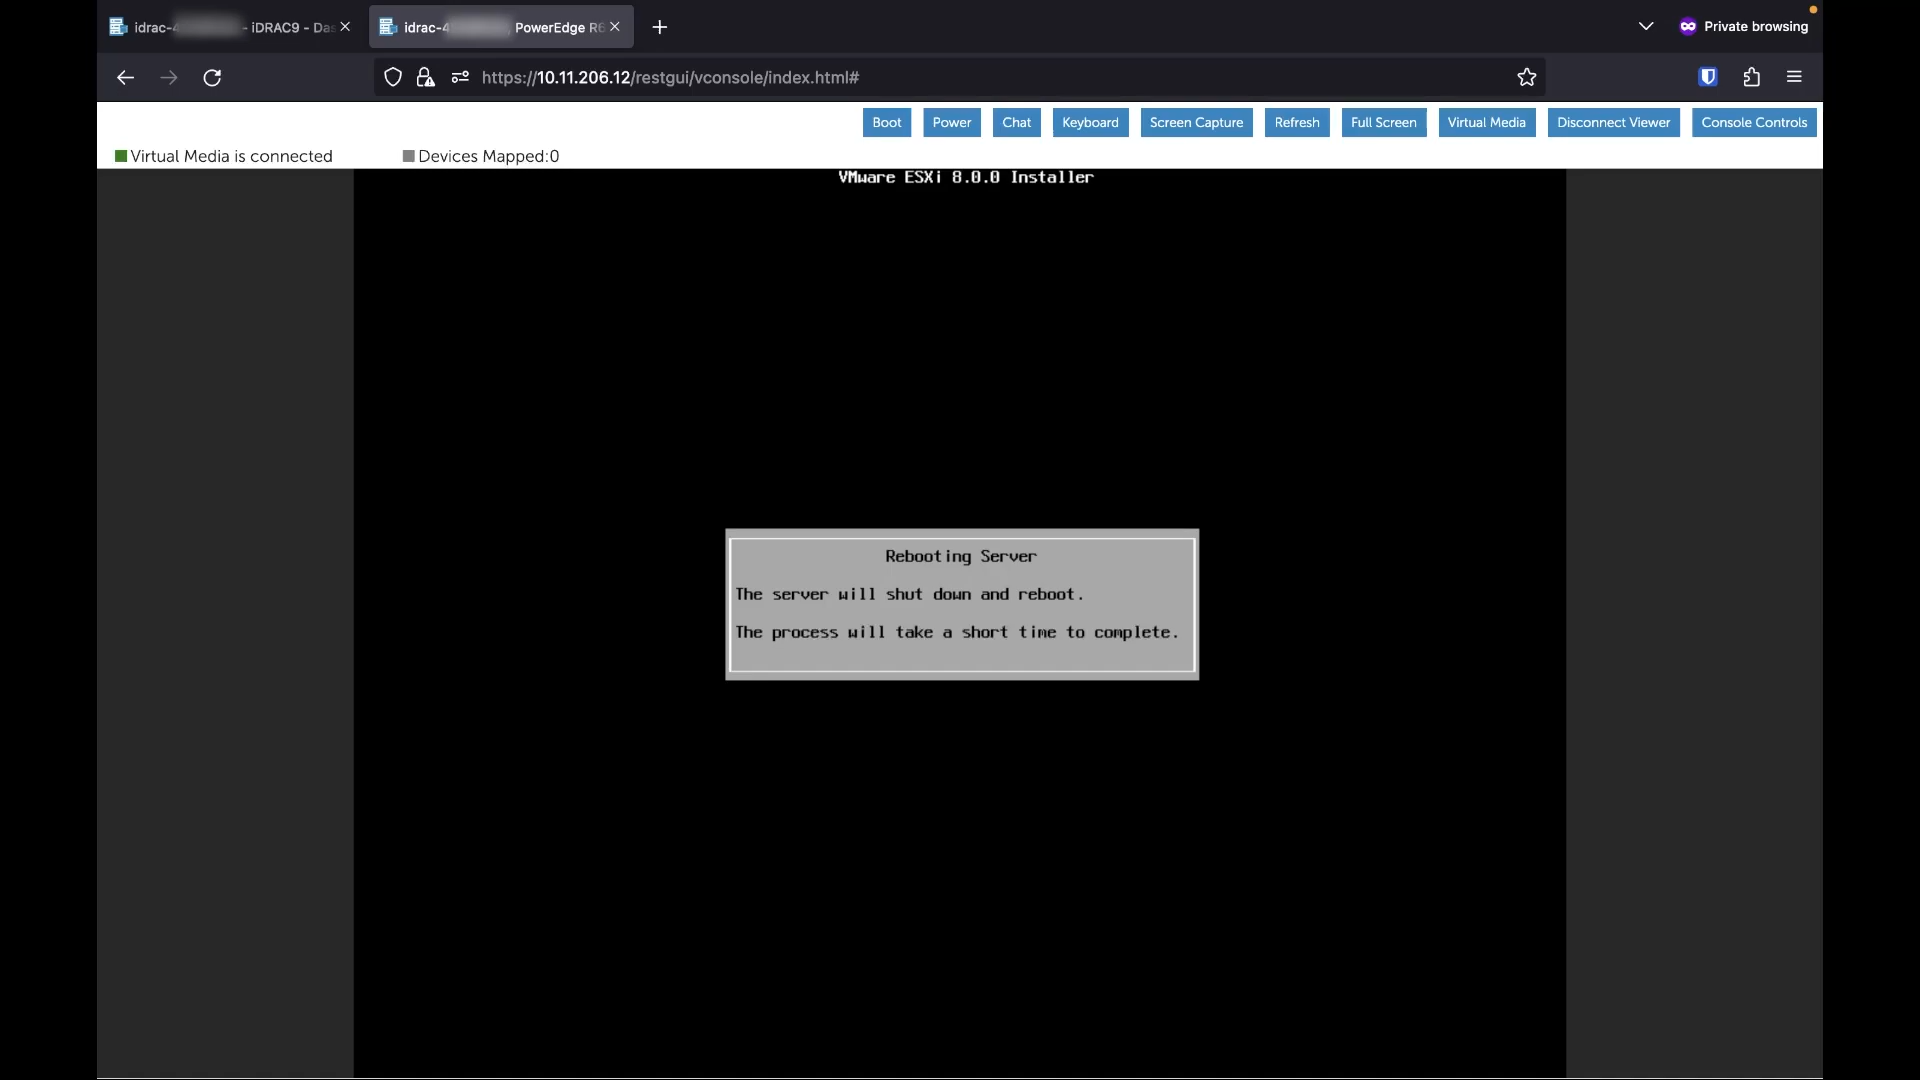 idrac-4 - iDRAC9 - Das
idrac-4 PowerEdge R6
Private browsing
https://10.11.206.12/restgui/vconsole/index.html#
Boot Power Chat Keyboard Screen Capture Refresh Full Screen Virtual Media Disconnect Viewer Console Controls
Virtual Media is connected Devices Mapped:0
VMware ESXi 8.0.0 Installer
Rebooting Server
The server will shut down and reboot.
The process will take a short time to complete.